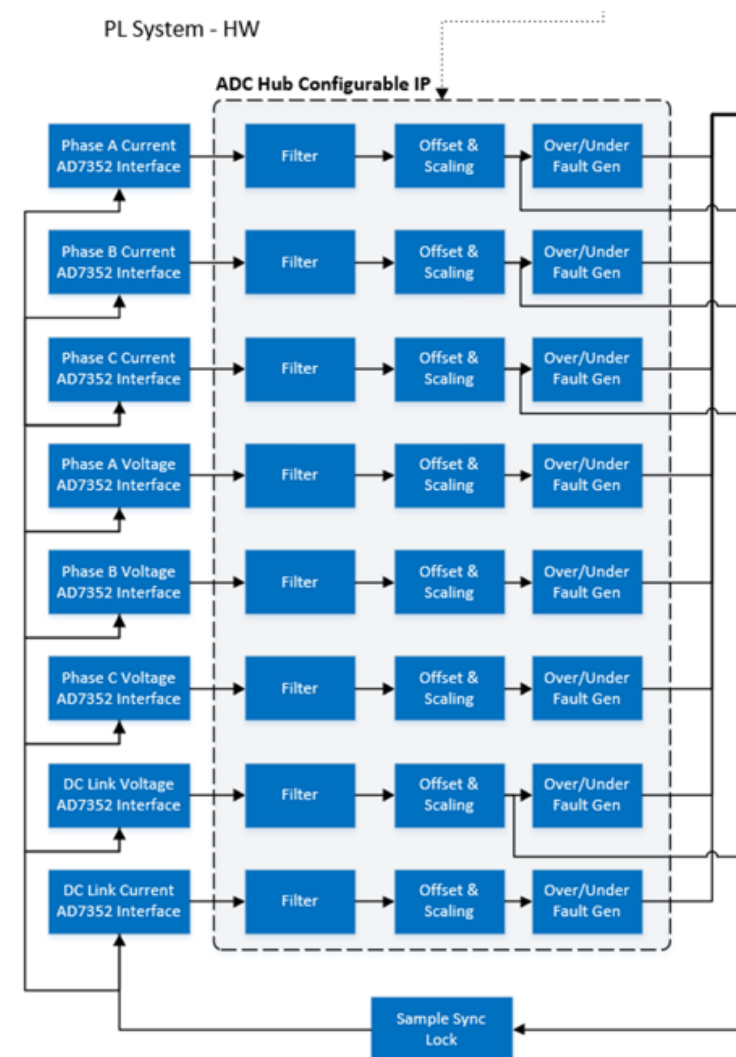 PL System - HW
ADC Hub Configurable IP
Phase A Current
AD7352 Interface
Filter
Offset &
Scaling
Over/Under
Fault Gen
Phase B Current
AD7352 Interface
Filter
Offset &
Scaling
Over/Under
Fault Gen
Phase C Current
AD7352 Interface
Filter
Offset &
Scaling
Over/Under
Fault Gen
Phase A Voltage
AD7352 Interface
Filter
Offset &
Scaling
Over/Under
Fault Gen
Phase B Voltage
AD7352 Interface
Filter
Offset &
Scaling
Over/Under
Fault Gen
Phase C Voltage
AD7352 Interface
Filter
Offset &
Scaling
Over/Under
Fault Gen
DC Link Voltage
AD7352 Interface
Filter
Offset &
Scaling
Over/Under
Fault Gen
DC Link Current
AD7352 Interface
Filter
Offset &
Scaling
Over/Under
Fault Gen
Sample Sync
Lock